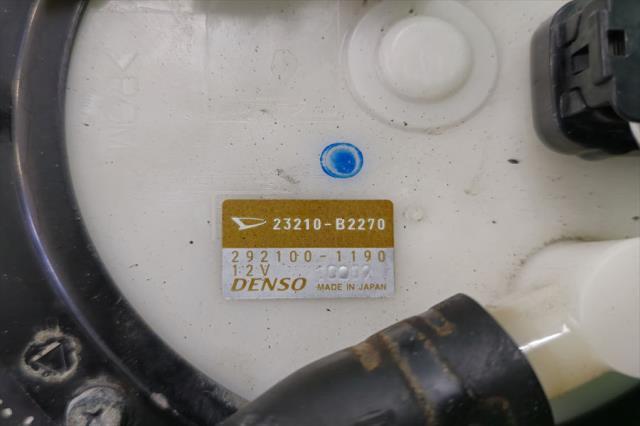 23210-B2270
292100-1190
12V
DENSO MADE IN JAPAN